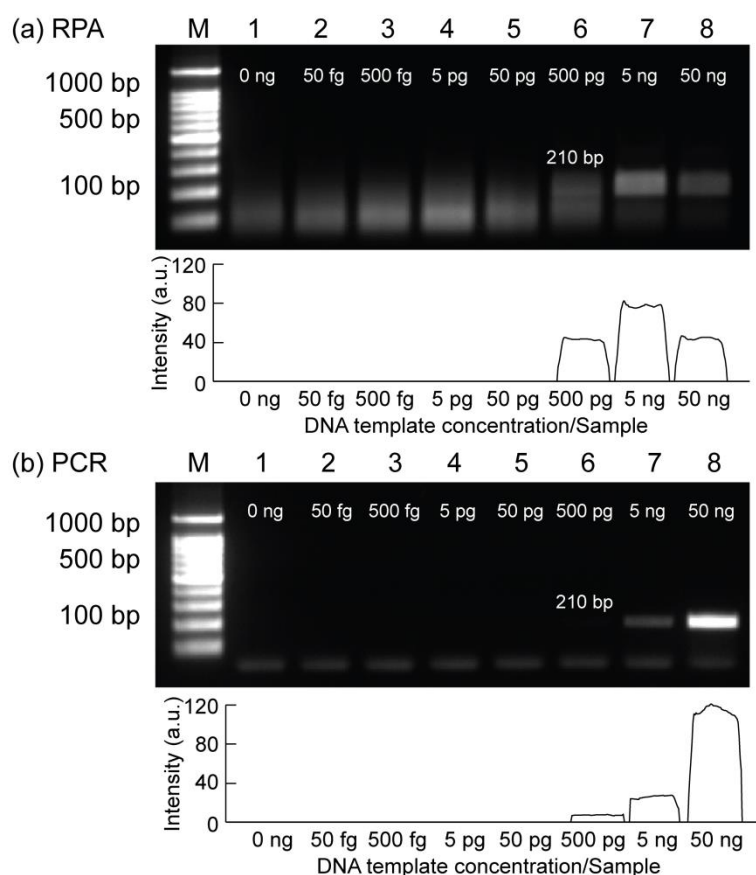 (a) RPA M 1 2 3 4 5 6 7 8
0 ng 50 fg 500 fg 5 pg 50 pg 500 pg 5 ng 50 ng
1000 bp
500 bp
210 bp
100 bp
Intensity (a.u.)
120
80
40
0
0 ng 50 fg 500 fg 5 pg 50 pg 500 pg 5 ng 50 ng
DNA template concentration/Sample
(b) PCR M 1 2 3 4 5 6 7 8
0 ng 50 fg 500 fg 5 pg 50 pg 500 pg 5 ng 50 ng
1000 bp
500 bp
210 bp
100 bp
Intensity (a.u.)
120
80
40
0
0 ng 50 fg 500 fg 5 pg 50 pg 500 pg 5 ng 50 ng
DNA template concentration/Sample